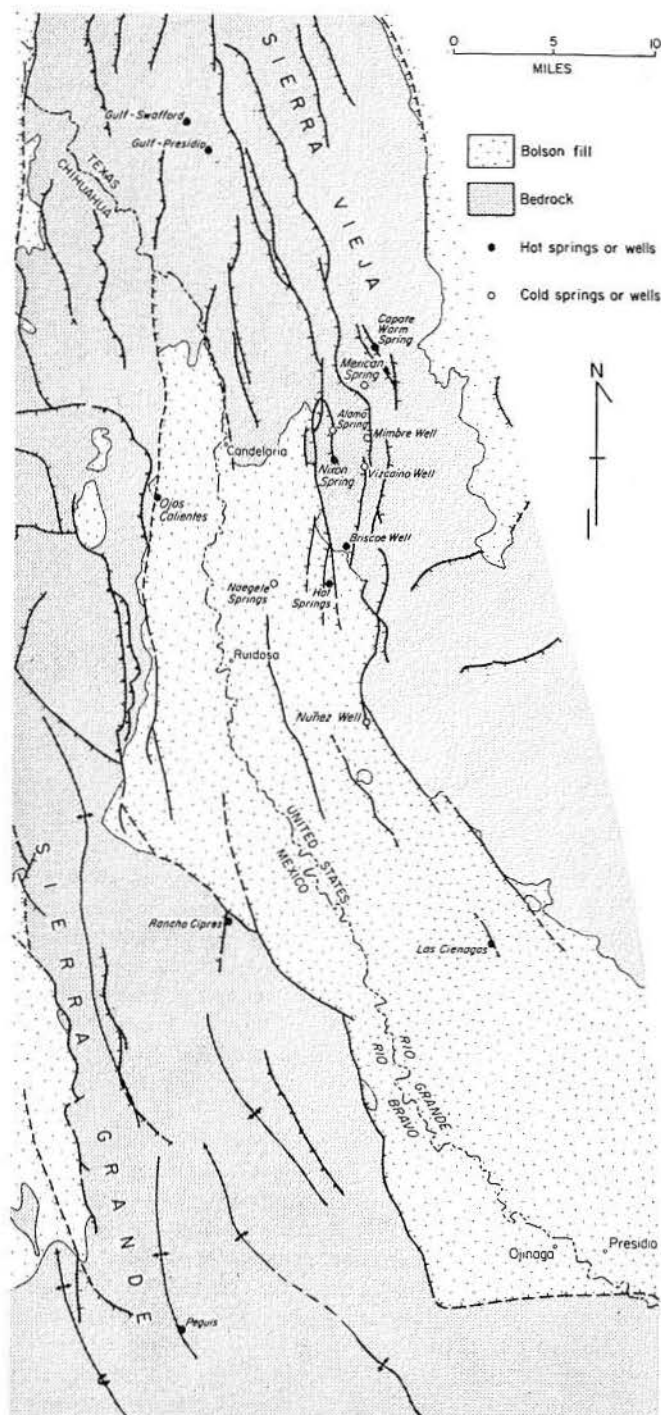 SIERRA VIEJA
0 5 10
MILES
Bolson fill
Bedrock
Hot springs or wells
Cold springs or wells
N
Gulf-Swafford
Gulf-Presidio
TEXAS
CHIHUAHUA
Capote
Warm
Spring
Mexican
Spring
Alamo
Spring
Mimbre Well
Candelaria
Nixon
Spring
Vizcaino Well
Ojos
Calientes
Briscoe Well
Naegele
Springs
Hot
Springs
Ruidosa
Nuñez Well
UNITED STATES
MEXICO
SIERRA GRANDE
Rancho Cipres
Las Cienagas
RIO GRANDE
RIO BRAVO
Ojinaga
Presidio
Peguis